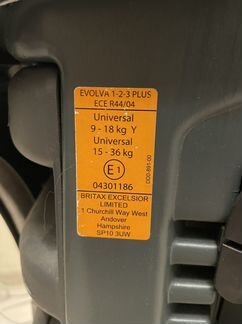 EVOLVA 1-2-3 PLUS
ECE R44/04
Universal
9 - 18 kg Y
Universal
15 - 36 kg
E1
04301186
BRITAX EXCELSIOR
LIMITED
1 Churchill Way West
Andover
Hampshire
SP10 3UW